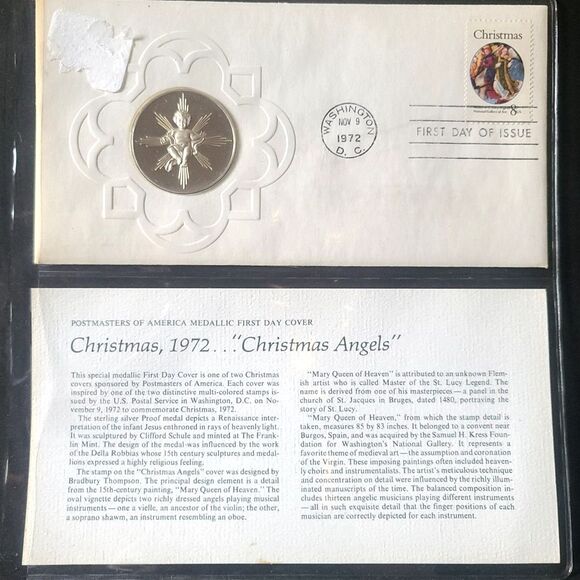 Christmas
8c
National Gallery of Art
WASHINGTON
NOV 9
1972
D. C.
FIRST DAY OF ISSUE
POSTMASTERS OF AMERICA MEDALLIC FIRST DAY COVER
Christmas, 1972..."Christmas Angels"
This special medallic First Day Cover is one of two Christmas
covers sponsored by Postmasters of America. Each cover was
inspired by one of the two distinctive multi-colored stamps is-
sued by the U.S. Postal Service in Washington, D.C. on No-
vember 9, 1972 to commemorate Christmas, 1972.
The sterling silver Proof medal depicts a Renaissance inter-
pretation of the infant Jesus enthroned in rays of heavenly light.
It was sculptured by Clifford Schule and minted at The Frank-
lin Mint. The design of the medal was influenced by the work
of the Della Robbias whose 15th century sculptures and medal-
lions expressed a highly religious feeling.
The stamp on the "Christmas Angels" cover was designed by
Bradbury Thompson. The principal design element is a detail
from the 15th-century painting, "Mary Queen of Heaven." The
oval vignette depicts two richly dressed angels playing musical
instruments — one a vielle, an ancestor of the violin; the other,
a soprano shawm, an instrument resembling an oboe.
"Mary Queen of Heaven" is attributed to an unknown Flem-
ish artist who is called Master of the St. Lucy Legend. The
name is derived from one of his masterpieces — a panel in the
church of St. Jacques in Bruges, dated 1480, portraying the
story of St. Lucy.
"Mary Queen of Heaven," from which the stamp detail is
taken, measures 85 by 83 inches. It belonged to a convent near
Burgos, Spain, and was acquired by the Samuel H. Kress Foun-
dation for Washington's National Gallery. It represents a
favorite theme of medieval art — the assumption and coronation
of the Virgin. These imposing paintings often included heaven-
ly choirs and instrumentalists. The artist's meticulous technique
and concentration on detail were influenced by the richly illum-
inated manuscripts of the time. The balanced composition in-
cludes thirteen angelic musicians playing different instruments
— all in such exquisite detail that the finger positions of each
musician are correctly depicted for each instrument.